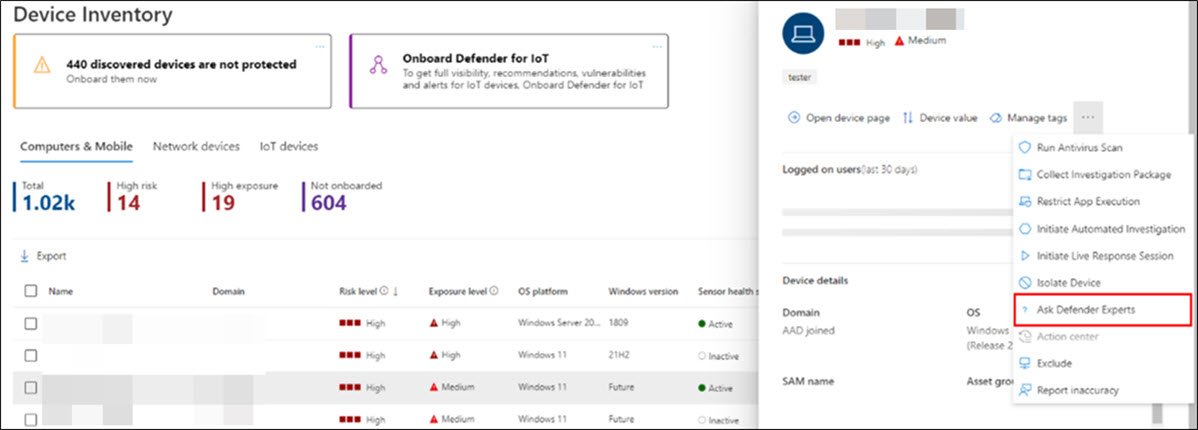 Device Inventory
440 discovered devices are not protected
Onboard them now
Onboard Defender for IoT
To get full visibility, recommendations, vulnerabilities
and alerts for IoT devices, Onboard Defender for IoT
Computers & Mobile Network devices IoT devices
Total High risk High exposure Not onboarded
1.02k 14 19 604
Export
Name Domain Risk level Exposure level OS platform Windows version Sensor health s
High High Windows Server 20... 1809 Active
High High Windows 11 21H2 Inactive
High Medium Windows 11 Future Active
High Medium Windows 11 Future Inactive
High Medium
tester
Open device page Device value Manage tags ...
Logged on users(last 30 days)
Device details
Domain OS
AAD joined Windows
(Release 2
SAM name Asset grou
Run Antivirus Scan
Collect Investigation Package
Restrict App Execution
Initiate Automated Investigation
Initiate Live Response Session
Isolate Device
? Ask Defender Experts
Action center
Exclude
Report inaccuracy